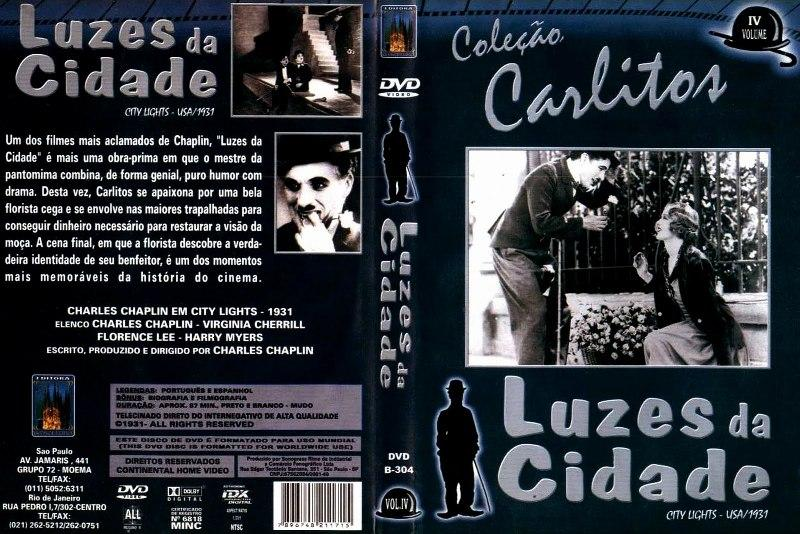 Luzes da
Cidade
CITY LIGHTS - USA/1931
Um dos filmes mais aclamados de Chaplin, "Luzes da
Cidade" é mais uma obra-prima em que o mestre da
pantomima combina, de forma genial, puro humor com
drama. Desta vez, Carlitos se apaixona por uma bela
florista cega e se envolve nas maiores trapalhadas para
conseguir dinheiro necessário para restaurar a visão da
moça. A cena final, em que a florista descobre a verda-
deira identidade de seu benfeitor, é um dos momentos
mais memoráveis da história do cinema.
CHARLES CHAPLIN EM CITY LIGHTS - 1931
ELENCO CHARLES CHAPLIN - VIRGINIA CHERRILL
FLORENCE LEE - HARRY MYERS
ESCRITO, PRODUZIDO E DIRIGIDO POR CHARLES CHAPLIN
EDITORA
Sao Paulo
AV. JAMARIS, 441
GRUPO 72 - MOEMA
TEL/FAX:
(011) 5052/6311
Rio de Janeiro
RUA PEDRO I,7/302-CENTRO
TEL/FAX:
(021) 262-5212/262-0751
LEGENDAS: PORTUGUÊS E ESPANHOL
BÔNUS: BIOGRAFIA E FILMOGRAFIA
DURAÇÃO: APROX. 87 MIN., PRETO E BRANCO - MUDO
TELECINADO DIRETO DO INTERNEGATIVO DE ALTA QUALIDADE
©1931- ALL RIGHTS RESERVED
ESTE DISCO DE DVD É FORMATADO PARA USO MUNDIAL
(THIS DVD DISC IS FORMATTED FOR WORLDWIDE USE)
DIREITOS RESERVADOS
CONTINENTAL HOME VIDEO
DVD
VIDEO
ALL
DOLBY
DIGITAL
CERTIFICADO
DE REGISTRO
Nº 6818
MINC
IDX
DIGITAL
NTSC
7896748211715
EDITORA
DVD
VIDEO
Luzes da
Cidade
DVD
B-304
VOL.IV
Coleção
Carlitos
IV
VOLUME
Luzes da
Cidade
CITY LIGHTS - USA/1931